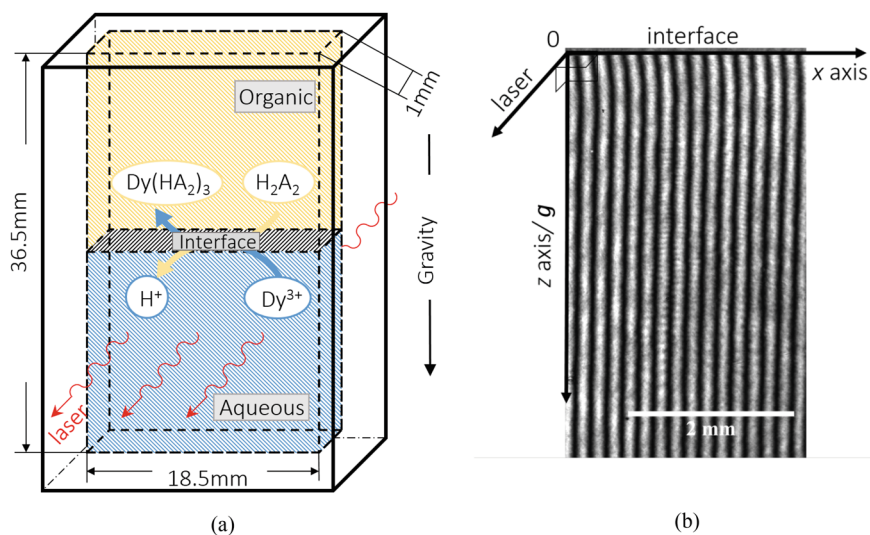 Organic
1mm
Dy(HA₂)₃
H₂A₂
Interface
H⁺
Dy³⁺
Aqueous
laser
36.5mm
18.5mm
Gravity
(a)
0
interface
x axis
laser
z axis/g
2 mm
(b)